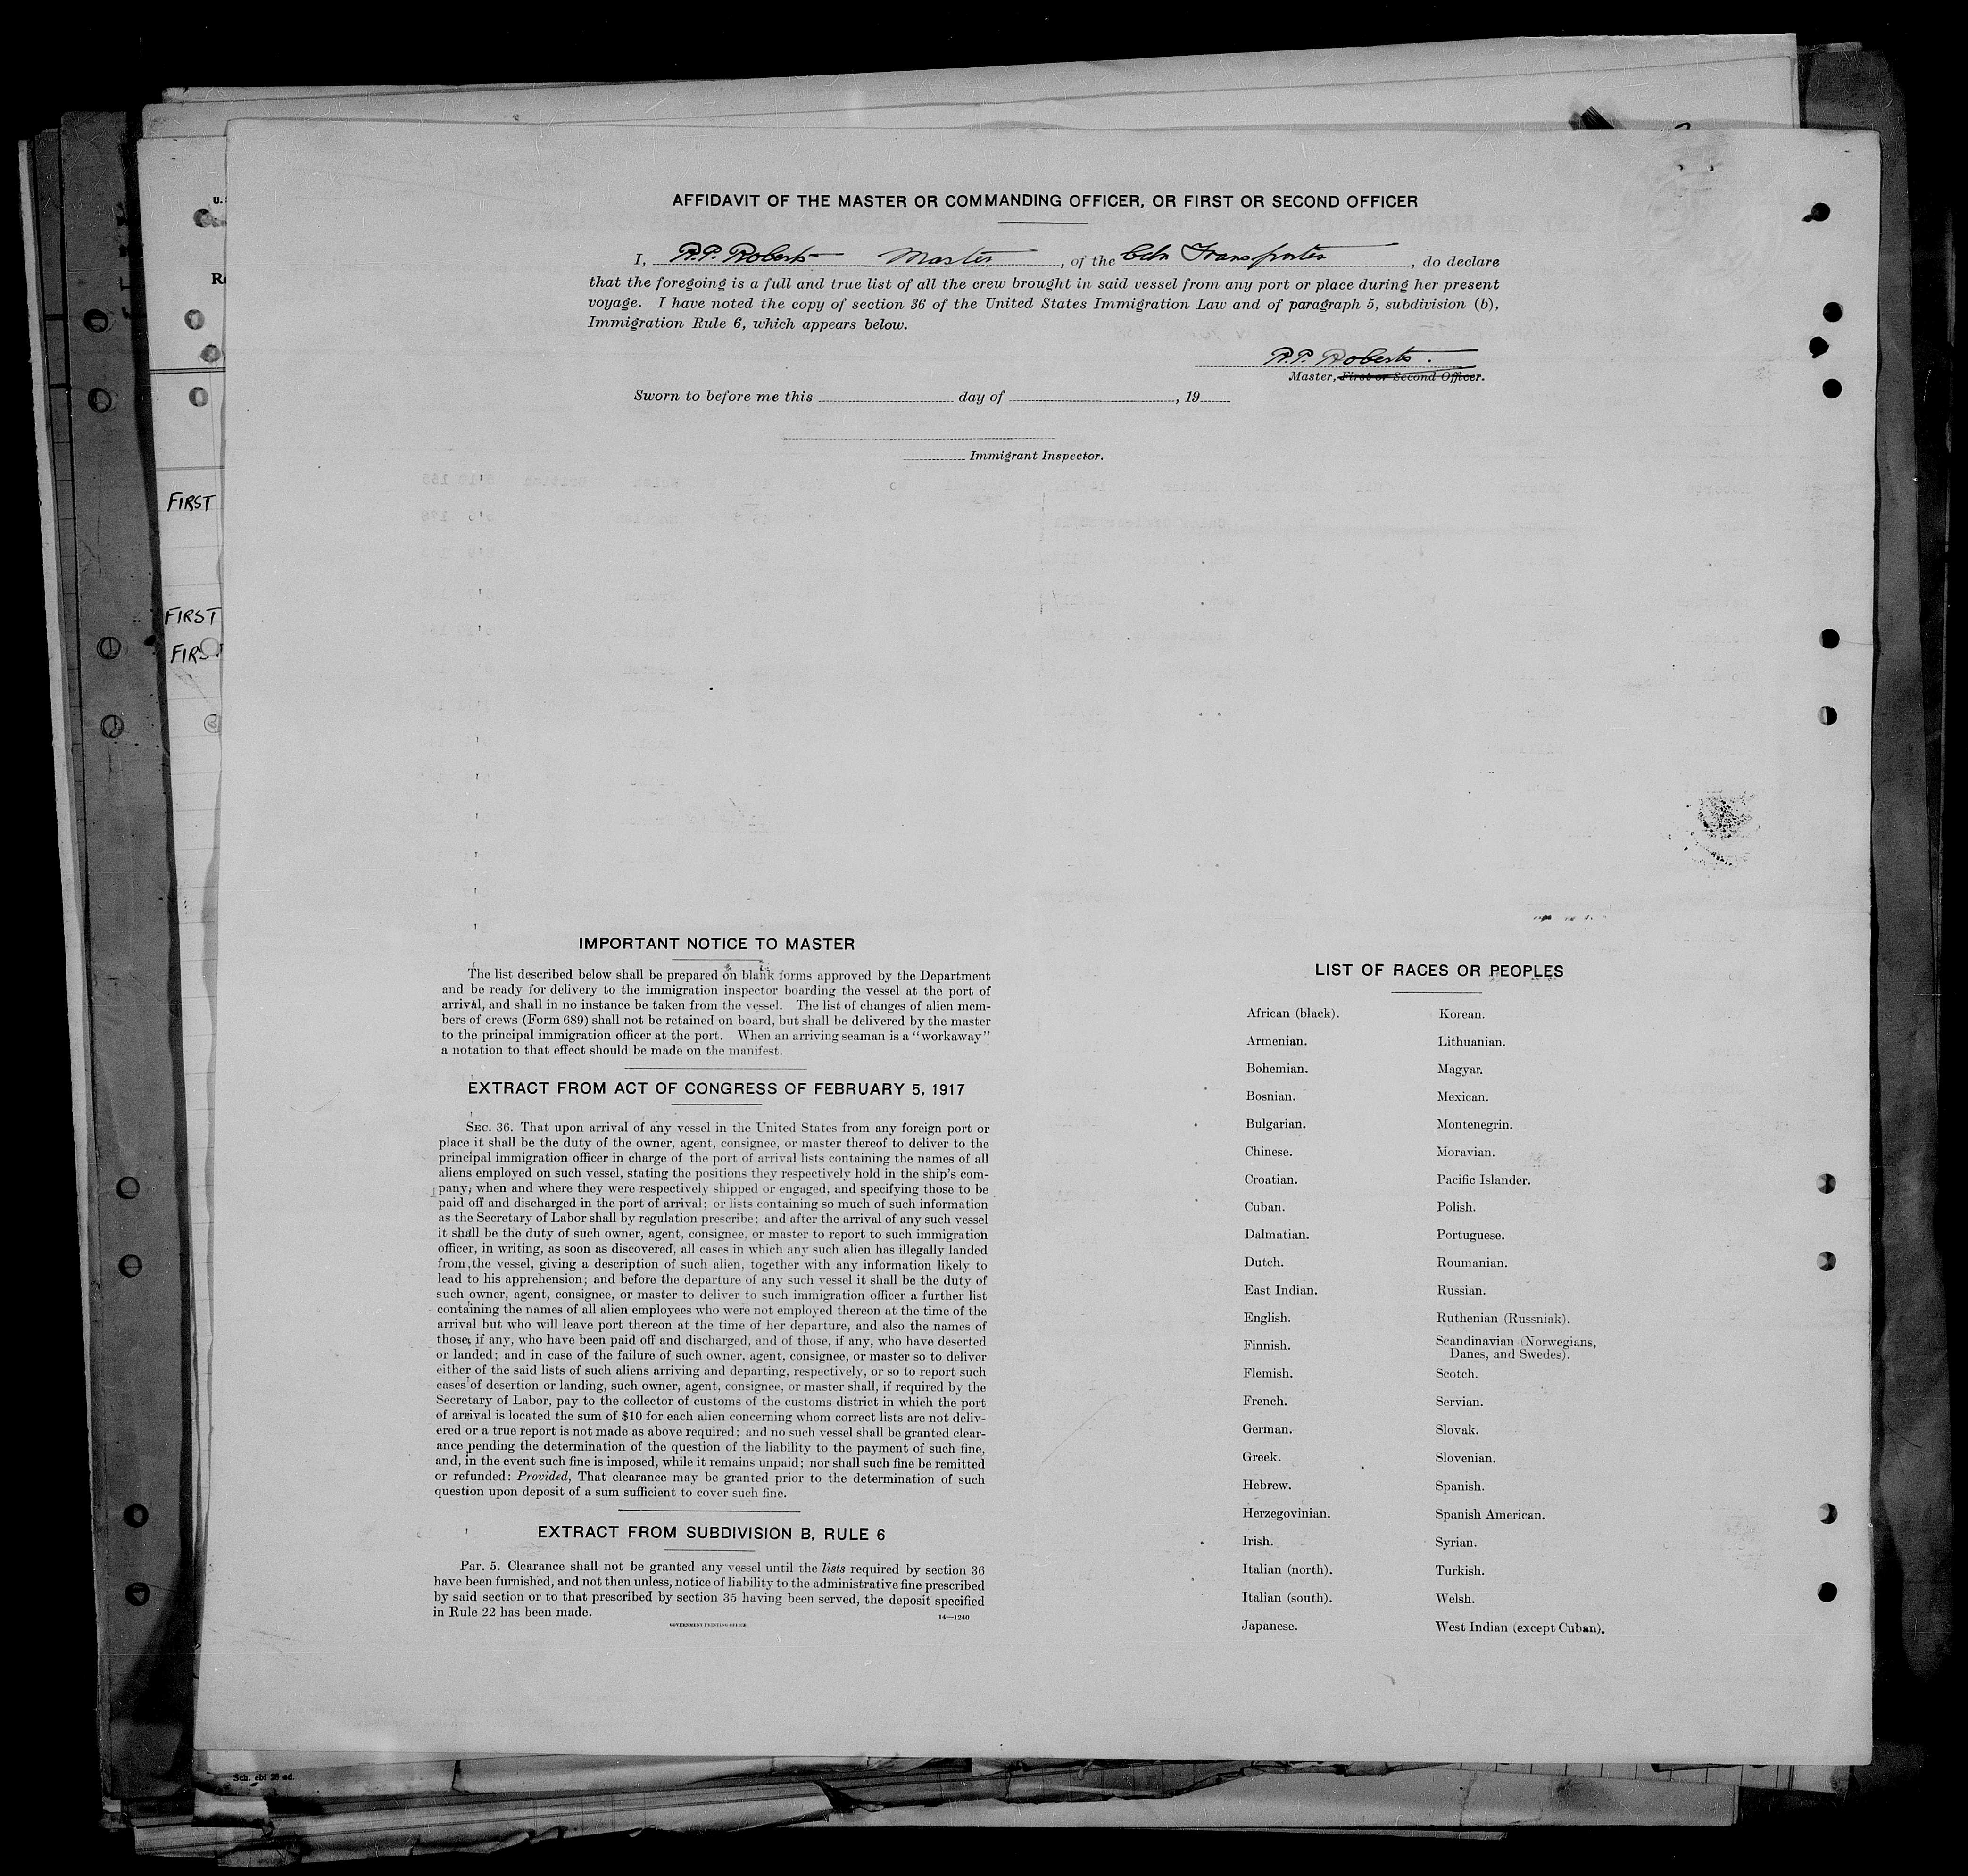 AFFIDAVIT OF THE MASTER OR COMMANDING OFFICER, OR FIRST OR SECOND OFFICER
I, R.P. Roberts Master, of the Transporter, do declare
that the foregoing is a full and true list of all the crew brought in said vessel from any port or place during her present
voyage. I have noted the copy of section 36 of the United States Immigration Law and of paragraph 5, subdivision (b),
Immigration Rule 6, which appears below.
R.P. Roberts.
Master, First or Second Officer.
Sworn to before me this day of , 19
Immigrant Inspector.
FIRST
FIRST
FIRST
IMPORTANT NOTICE TO MASTER
The list described below shall be prepared on blank forms approved by the Department
and be ready for delivery to the immigration inspector boarding the vessel at the port of
arrival, and shall in no instance be taken from the vessel. The list of changes of alien mem-
bers of crews (Form 689) shall not be retained on board, but shall be delivered by the master
to the principal immigration officer at the port. When an arriving seaman is a "workaway"
a notation to that effect should be made on the manifest.
EXTRACT FROM ACT OF CONGRESS OF FEBRUARY 5, 1917
SEC. 36. That upon arrival of any vessel in the United States from any foreign port or
place it shall be the duty of the owner, agent, consignee, or master thereof to deliver to the
principal immigration officer in charge of the port of arrival lists containing the names of all
aliens employed on such vessel, stating the positions they respectively hold in the ship's com-
pany, when and where they were respectively shipped or engaged, and specifying those to be
paid off and discharged in the port of arrival; or lists containing so much of such information
as the Secretary of Labor shall by regulation prescribe; and after the arrival of any such vessel
it shall be the duty of such owner, agent, consignee, or master to report to such immigration
officer, in writing, as soon as discovered, all cases in which any such alien has illegally landed
from the vessel, giving a description of such alien, together with any information likely to
lead to his apprehension; and before the departure of any such vessel it shall be the duty of
such owner, agent, consignee, or master to deliver to such immigration officer a further list
containing the names of all alien employees who were not employed thereon at the time of the
arrival but who will leave port thereon at the time of her departure, and also the names of
those, if any, who have been paid off and discharged, and of those, if any, who have deserted
or landed; and in case of the failure of such owner, agent, consignee, or master so to deliver
either of the said lists of such aliens arriving and departing, respectively, or so to report such
cases of desertion or landing, such owner, agent, consignee, or master shall, if required by the
Secretary of Labor, pay to the collector of customs of the customs district in which the port
of arrival is located the sum of $10 for each alien concerning whom correct lists are not deliv-
ered or a true report is not made as above required; and no such vessel shall be granted clear-
ance pending the determination of the question of the liability to the payment of such fine,
and, in the event such fine is imposed, while it remains unpaid; nor shall such fine be remitted
or refunded: Provided, That clearance may be granted prior to the determination of such
question upon deposit of a sum sufficient to cover such fine.
EXTRACT FROM SUBDIVISION B, RULE 6
Par. 5. Clearance shall not be granted any vessel until the lists required by section 36
have been furnished, and not then unless, notice of liability to the administrative fine prescribed
by said section or to that prescribed by section 35 having been served, the deposit specified
in Rule 22 has been made.
14—1240
GOVERNMENT PRINTING OFFICE
LIST OF RACES OR PEOPLES
African (black).
Armenian.
Bohemian.
Bosnian.
Bulgarian.
Chinese.
Croatian.
Cuban.
Dalmatian.
Dutch.
East Indian.
English.
Finnish.
Flemish.
French.
German.
Greek.
Hebrew.
Herzegovinian.
Irish.
Italian (north).
Italian (south).
Japanese.
Korean.
Lithuanian.
Magyar.
Mexican.
Montenegrin.
Moravian.
Pacific Islander.
Polish.
Portuguese.
Roumanian.
Russian.
Ruthenian (Russniak).
Scandinavian (Norwegians,
Danes, and Swedes).
Scotch.
Servian.
Slovak.
Slovenian.
Spanish.
Spanish American.
Syrian.
Turkish.
Welsh.
West Indian (except Cuban).